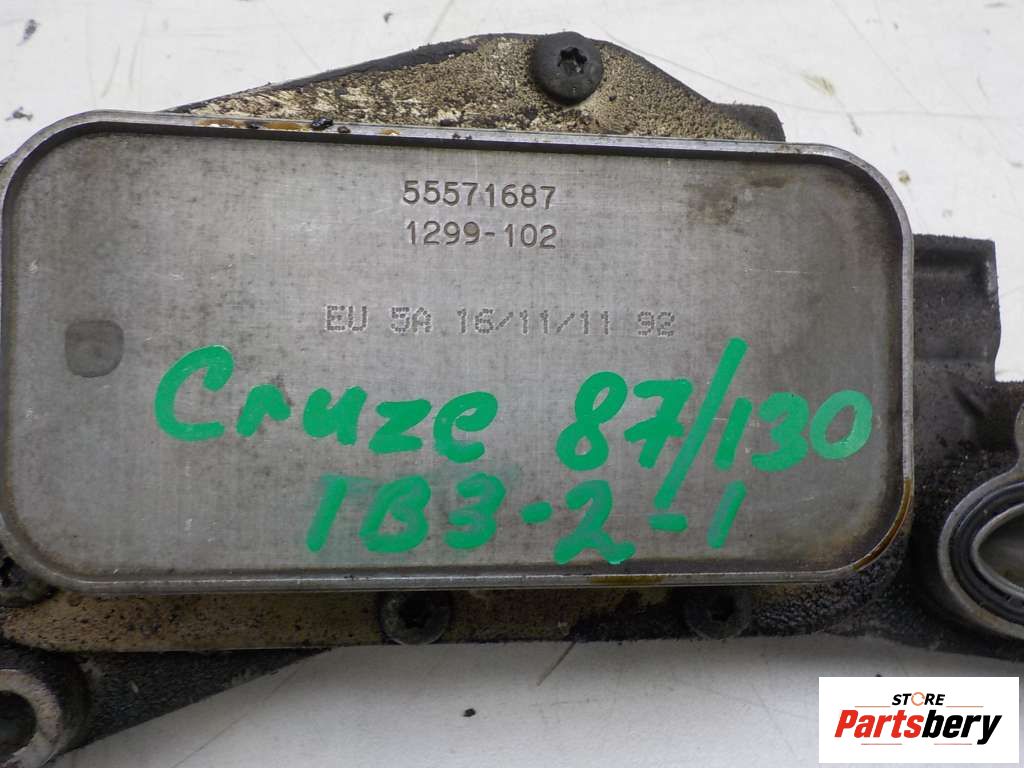 55571687
1299-102
EU 5A 16/11/11 92
Cruze 87/130
1B3-2-1
STORE
Partsbery